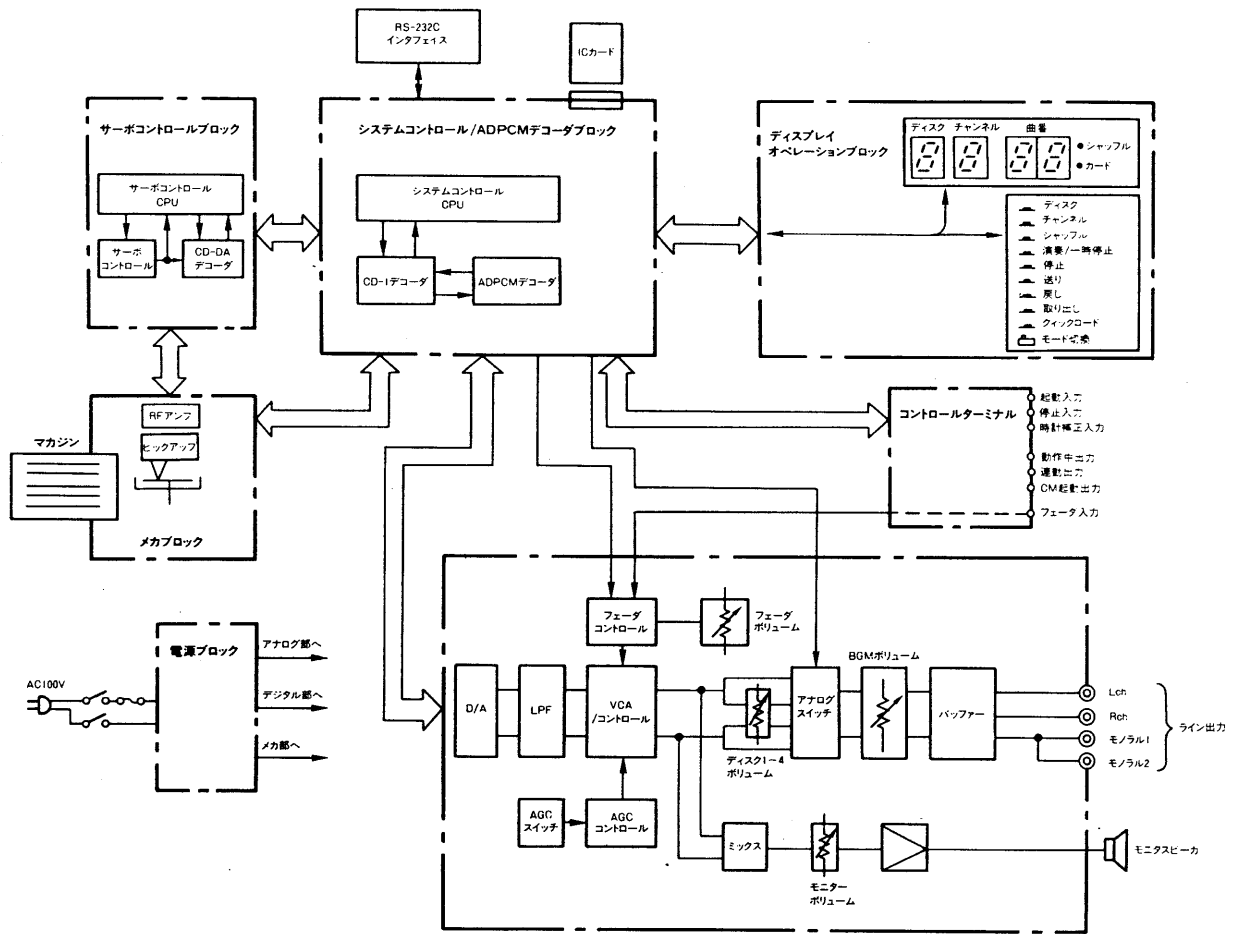 RS-232C
インタフェイス
ICカード
サーボコントロールブロック
サーボコントロール
CPU
サーボ
コントロール
CD-DA
デコーダ
システムコントロール/ADPCMデコーダブロック
システムコントロール
CPU
CD-Iデコーダ
ADPCMデコーダ
ディスプレイ
オペレーションブロック
ディスク チャンネル 曲番
8 8 8 8
シャッフル
カード
ディスク
チャンネル
シャッフル
演奏/一時停止
停止
送り
戻し
取り出し
クィックロード
モード切換
RFアンプ
ピックアップ
マガジン
メカブロック
コントロールターミナル
起動入力
停止入力
時計補正入力
動作中出力
連動出力
CM起動出力
フェータ入力
電源ブロック
AC100V
アナログ部へ
デジタル部へ
メカ部へ
フェーダ
コントロール
フェーダ
ボリューム
D/A
LPF
VCA
/コントロール
ディスク1~4
ボリューム
アナログ
スイッチ
BGMボリューム
バッファー
Lch
Rch
モノラル1
モノラル2
ライン出力
AGC
スイッチ
AGC
コントロール
ミックス
モニター
ボリューム
モニタスピーカ